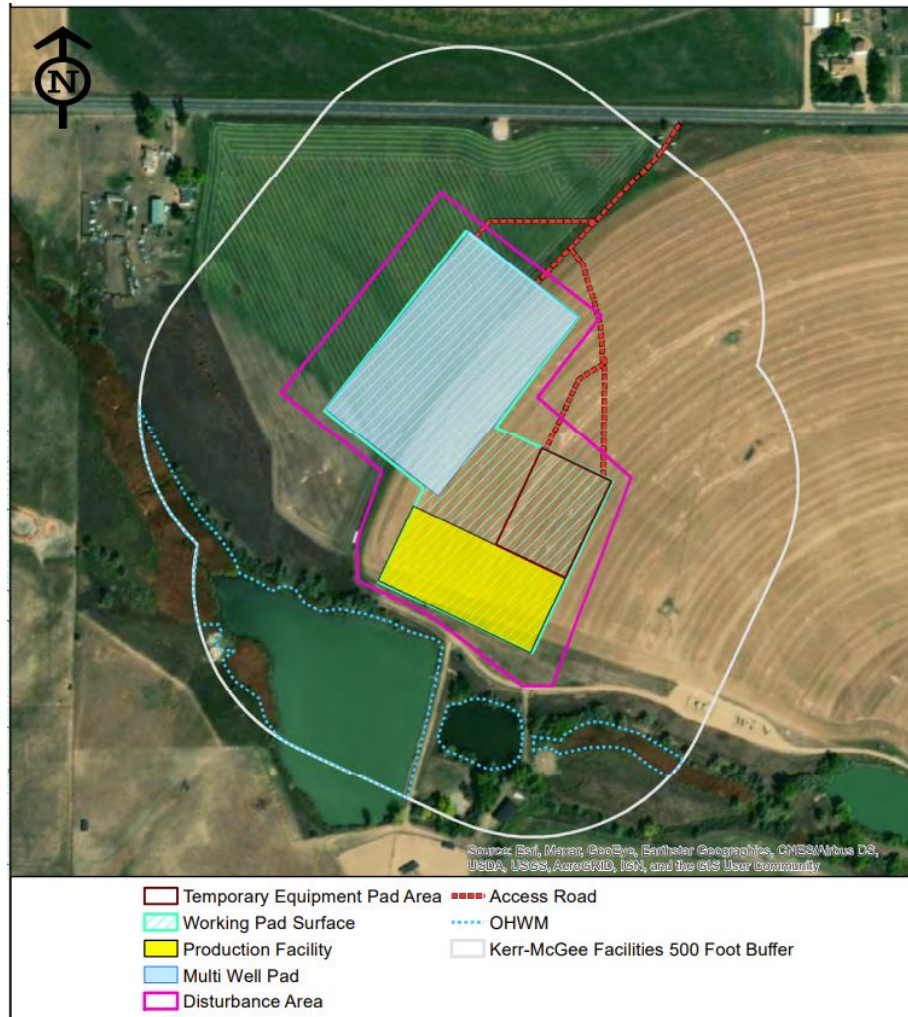 N
Source: Esri, Maxar, GeoEye, Earthstar Geographics, CNES/Airbus DS,
USDA, USGS, AeroGRID, IGN, and the GIS User Community
Temporary Equipment Pad Area
Access Road
Working Pad Surface
OHWM
Production Facility
Kerr-McGee Facilities 500 Foot Buffer
Multi Well Pad
Disturbance Area